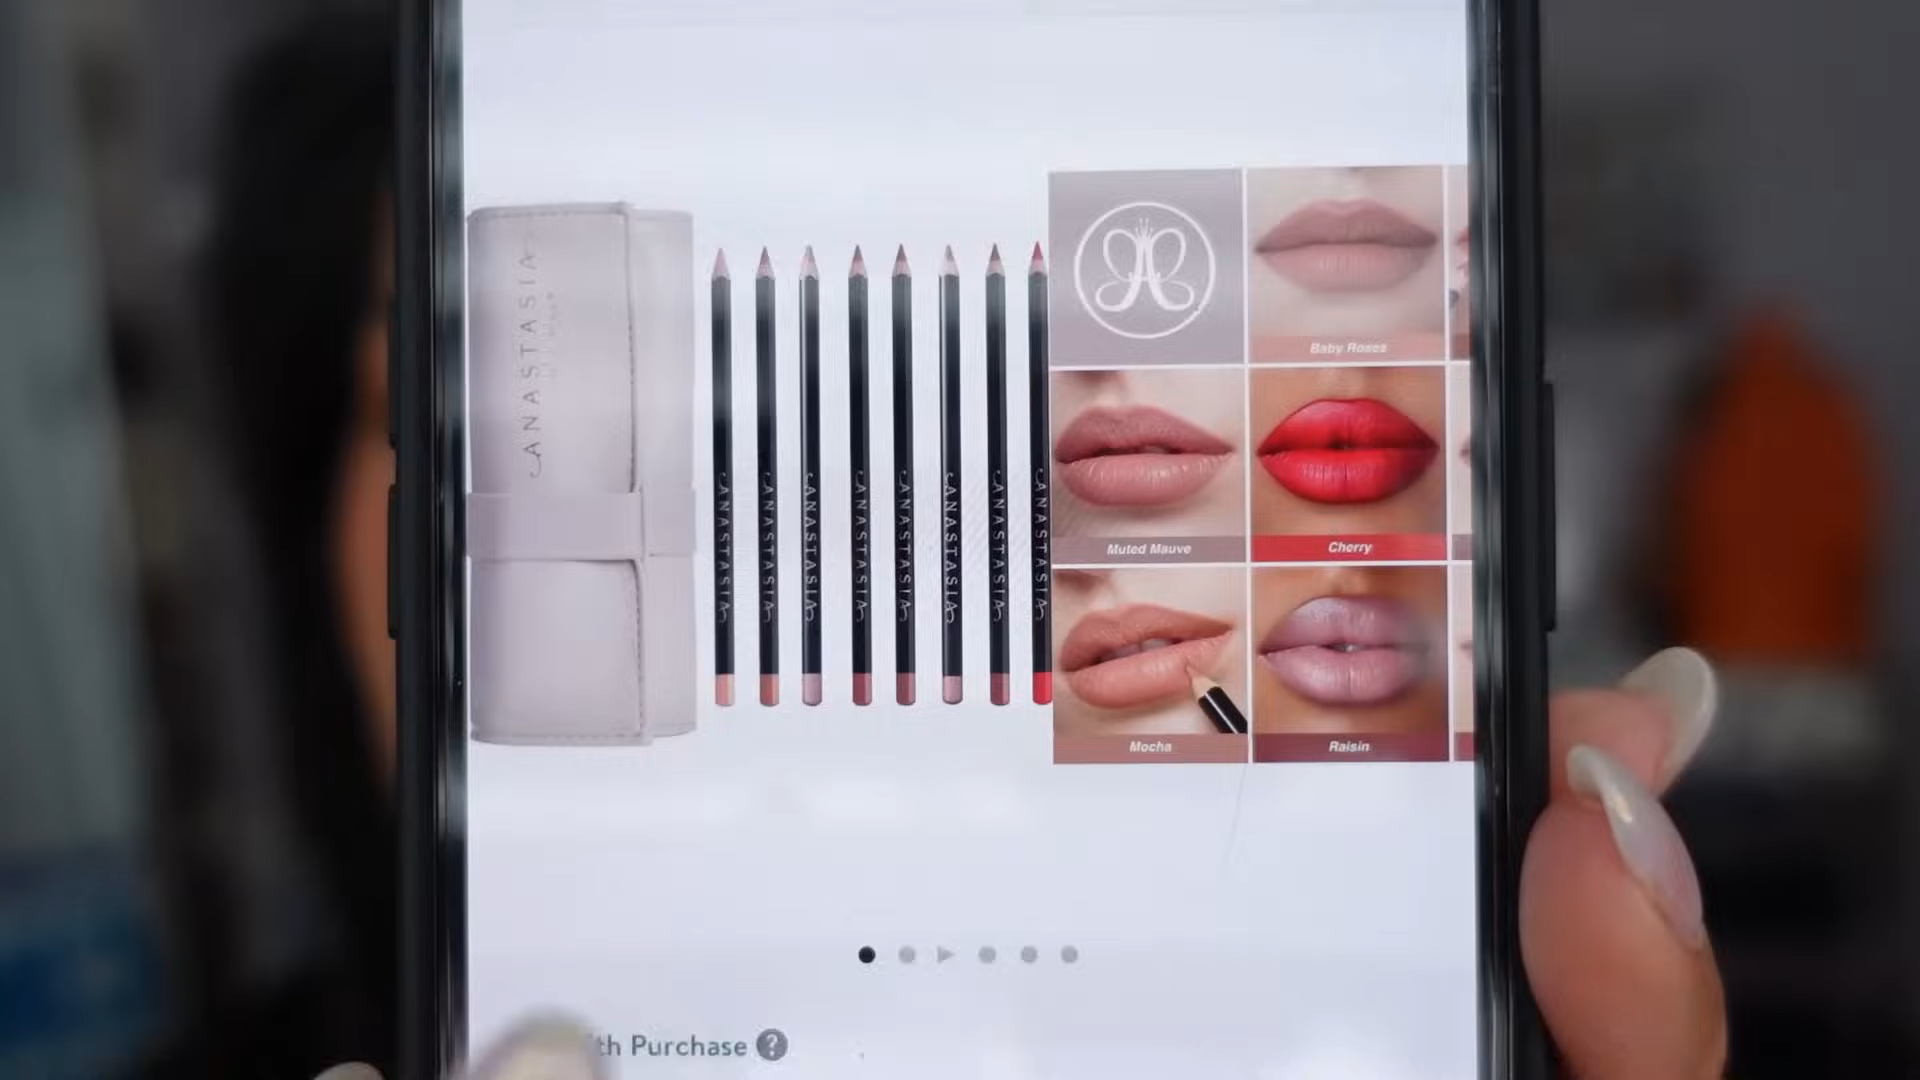 ANASTASIA
ANASTASIA
ANASTASIA
ANASTASIA
ANASTASIA
ANASTASIA
ANASTASIA
ANASTASIA
ANASTASIA
Baby Roses
Muted Mauve
Cherry
Mocha
Raisin
th Purchase ?